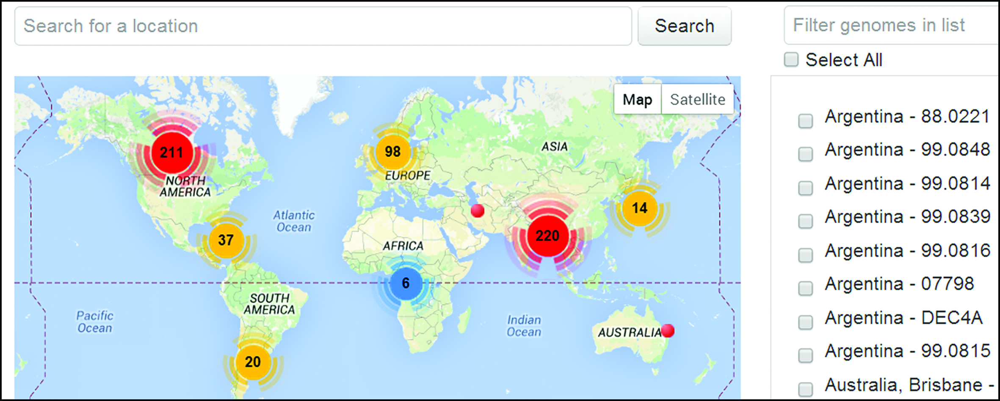 Search for a location
Search
Filter genomes in list
Select All
Map
Satellite
211
NORTH
AMERICA
98
EUROPE
ASIA
14
220
37
Atlantic
Ocean
AFRICA
6
SOUTH
AMERICA
Pacific
Ocean
Indian
Ocean
AUSTRALIA
20
Argentina - 88.0221
Argentina - 99.0848
Argentina - 99.0814
Argentina - 99.0839
Argentina - 99.0816
Argentina - 07798
Argentina - DEC4A
Argentina - 99.0815
Australia, Brisbane -